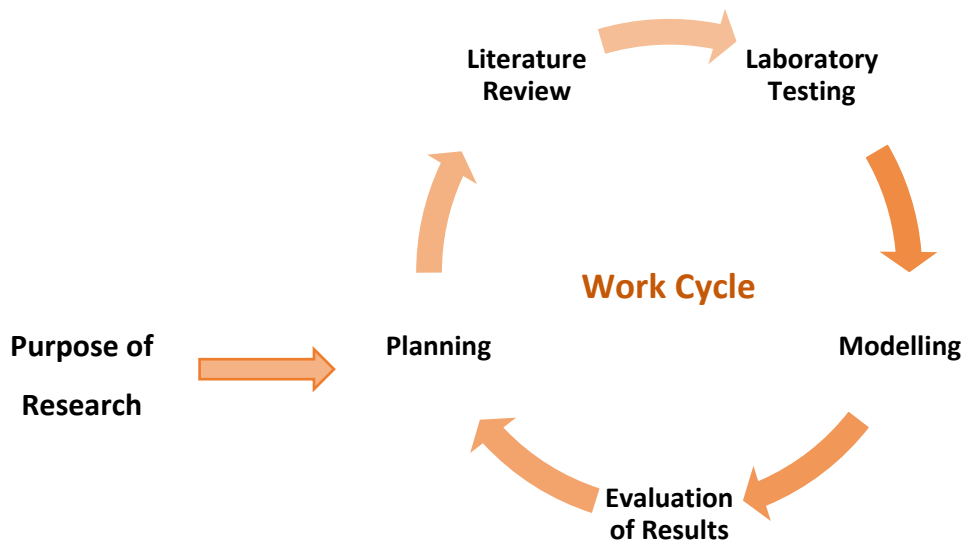 Literature
Review
Laboratory
Testing
Work Cycle
Purpose of
Research
Planning
Modelling
Evaluation
of Results